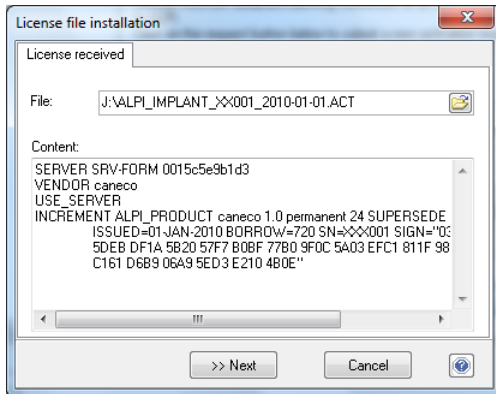 License file installation
License received
File:
J:\ALPI_IMPLANT_XX001_2010-01-01.ACT
Content:
SERVER SRV-FORM 0015c5e9b1d3
VENDOR caneco
USE_SERVER
INCREMENT ALPI_PRODUCT caneco 1.0 permanent 24 SUPERSEDE
ISSUED=01-JAN-2010 BORROW=720 SN=XXX001 SIGN="03
5DEB DF1A 5B20 57F7 B0BF 77B0 9F0C 5A03 EFC1 811F 98
C161 D6B9 06A9 5ED3 E210 4B0E"
>> Next
Cancel